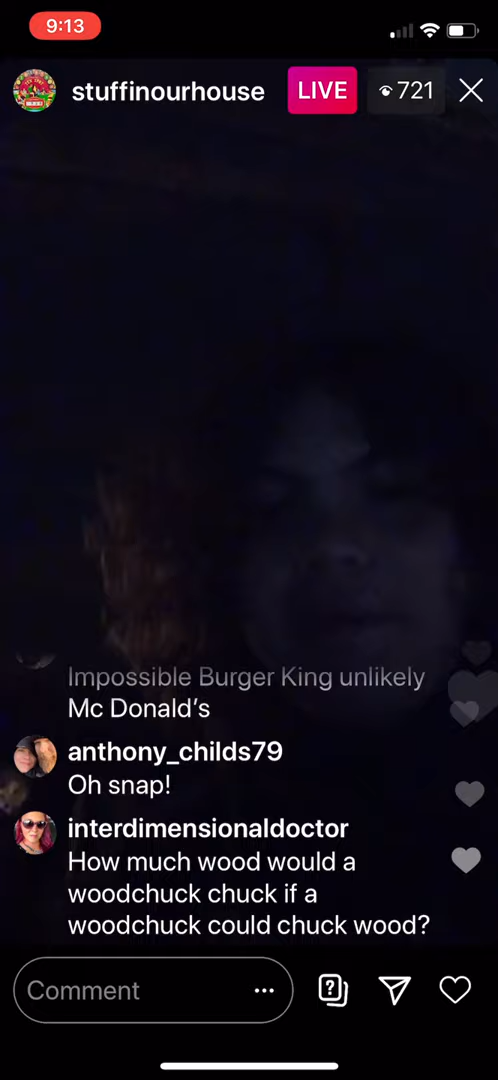 9:13
stuffinourhouse LIVE 721
Impossible Burger King unlikely
Mc Donald's
anthony_childs79
Oh snap!
interdimensionaldoctor
How much wood would a
woodchuck chuck if a
woodchuck could chuck wood?
Comment